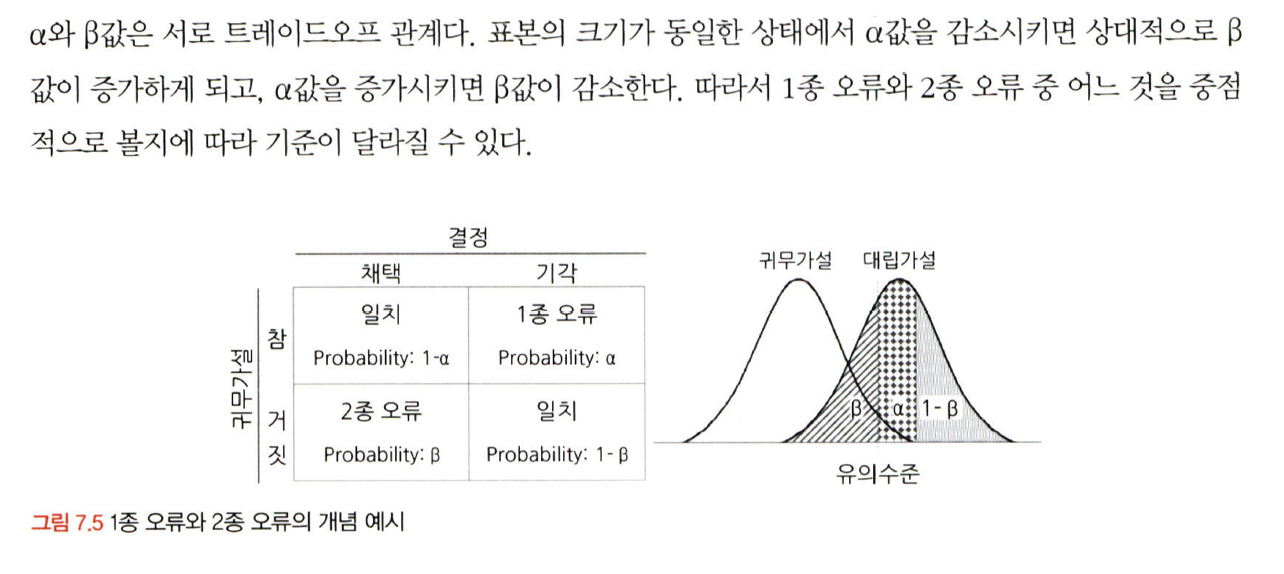 α와 β값은 서로 트레이드오프 관계다. 표본의 크기가 동일한 상태에서 α값을 감소시키면 상대적으로 β
값이 증가하게 되고, α값을 증가시키면 β값이 감소한다. 따라서 1종 오류와 2종 오류 중 어느 것을 중점
적으로 볼지에 따라 기준이 달라질 수 있다.
결정
채택 기각
귀무가설
참
일치 1종 오류
Probability: 1-α Probability: α
거짓
2종 오류 일치
Probability: β Probability: 1- β
귀무가설 대립가설
β α 1- β
유의수준
그림 7.5 1종 오류와 2종 오류의 개념 예시